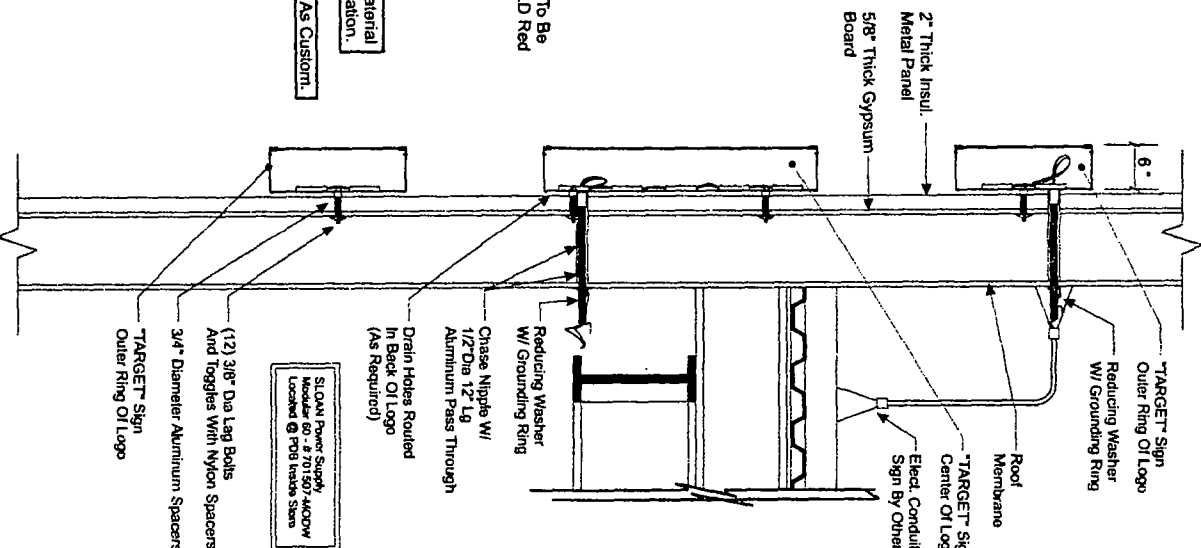 To Be
LD Red
aterial
ation.
As Custom.
2" Thick Insul.
Metal Panel
5/8" Thick Gypsum
Board
6"
"TARGET" Sign
Outer Ring Of Logo
Reducing Washer
W/ Grounding Ring
Roof
Membrane
"TARGET" Sig
Center Of Log
Elect. Conduit
Sign By Other
Reducing Washer
W/ Grounding Ring
Chase Nipple W/
1/2"Dia 12" Lg
Aluminum Pass Through
Drain Holes Routed
In Back Of Logo
(As Required)
SLOAN Power Supply
Modular 60 - # 701507-MODW
Located @ PDB Inside Store
(12) 3/8" Dia Lag Bolts
And Toggles With Nylon Spacers
3/4" Diameter Aluminum Spacers
"TARGET" Sign
Outer Ring Of Logo